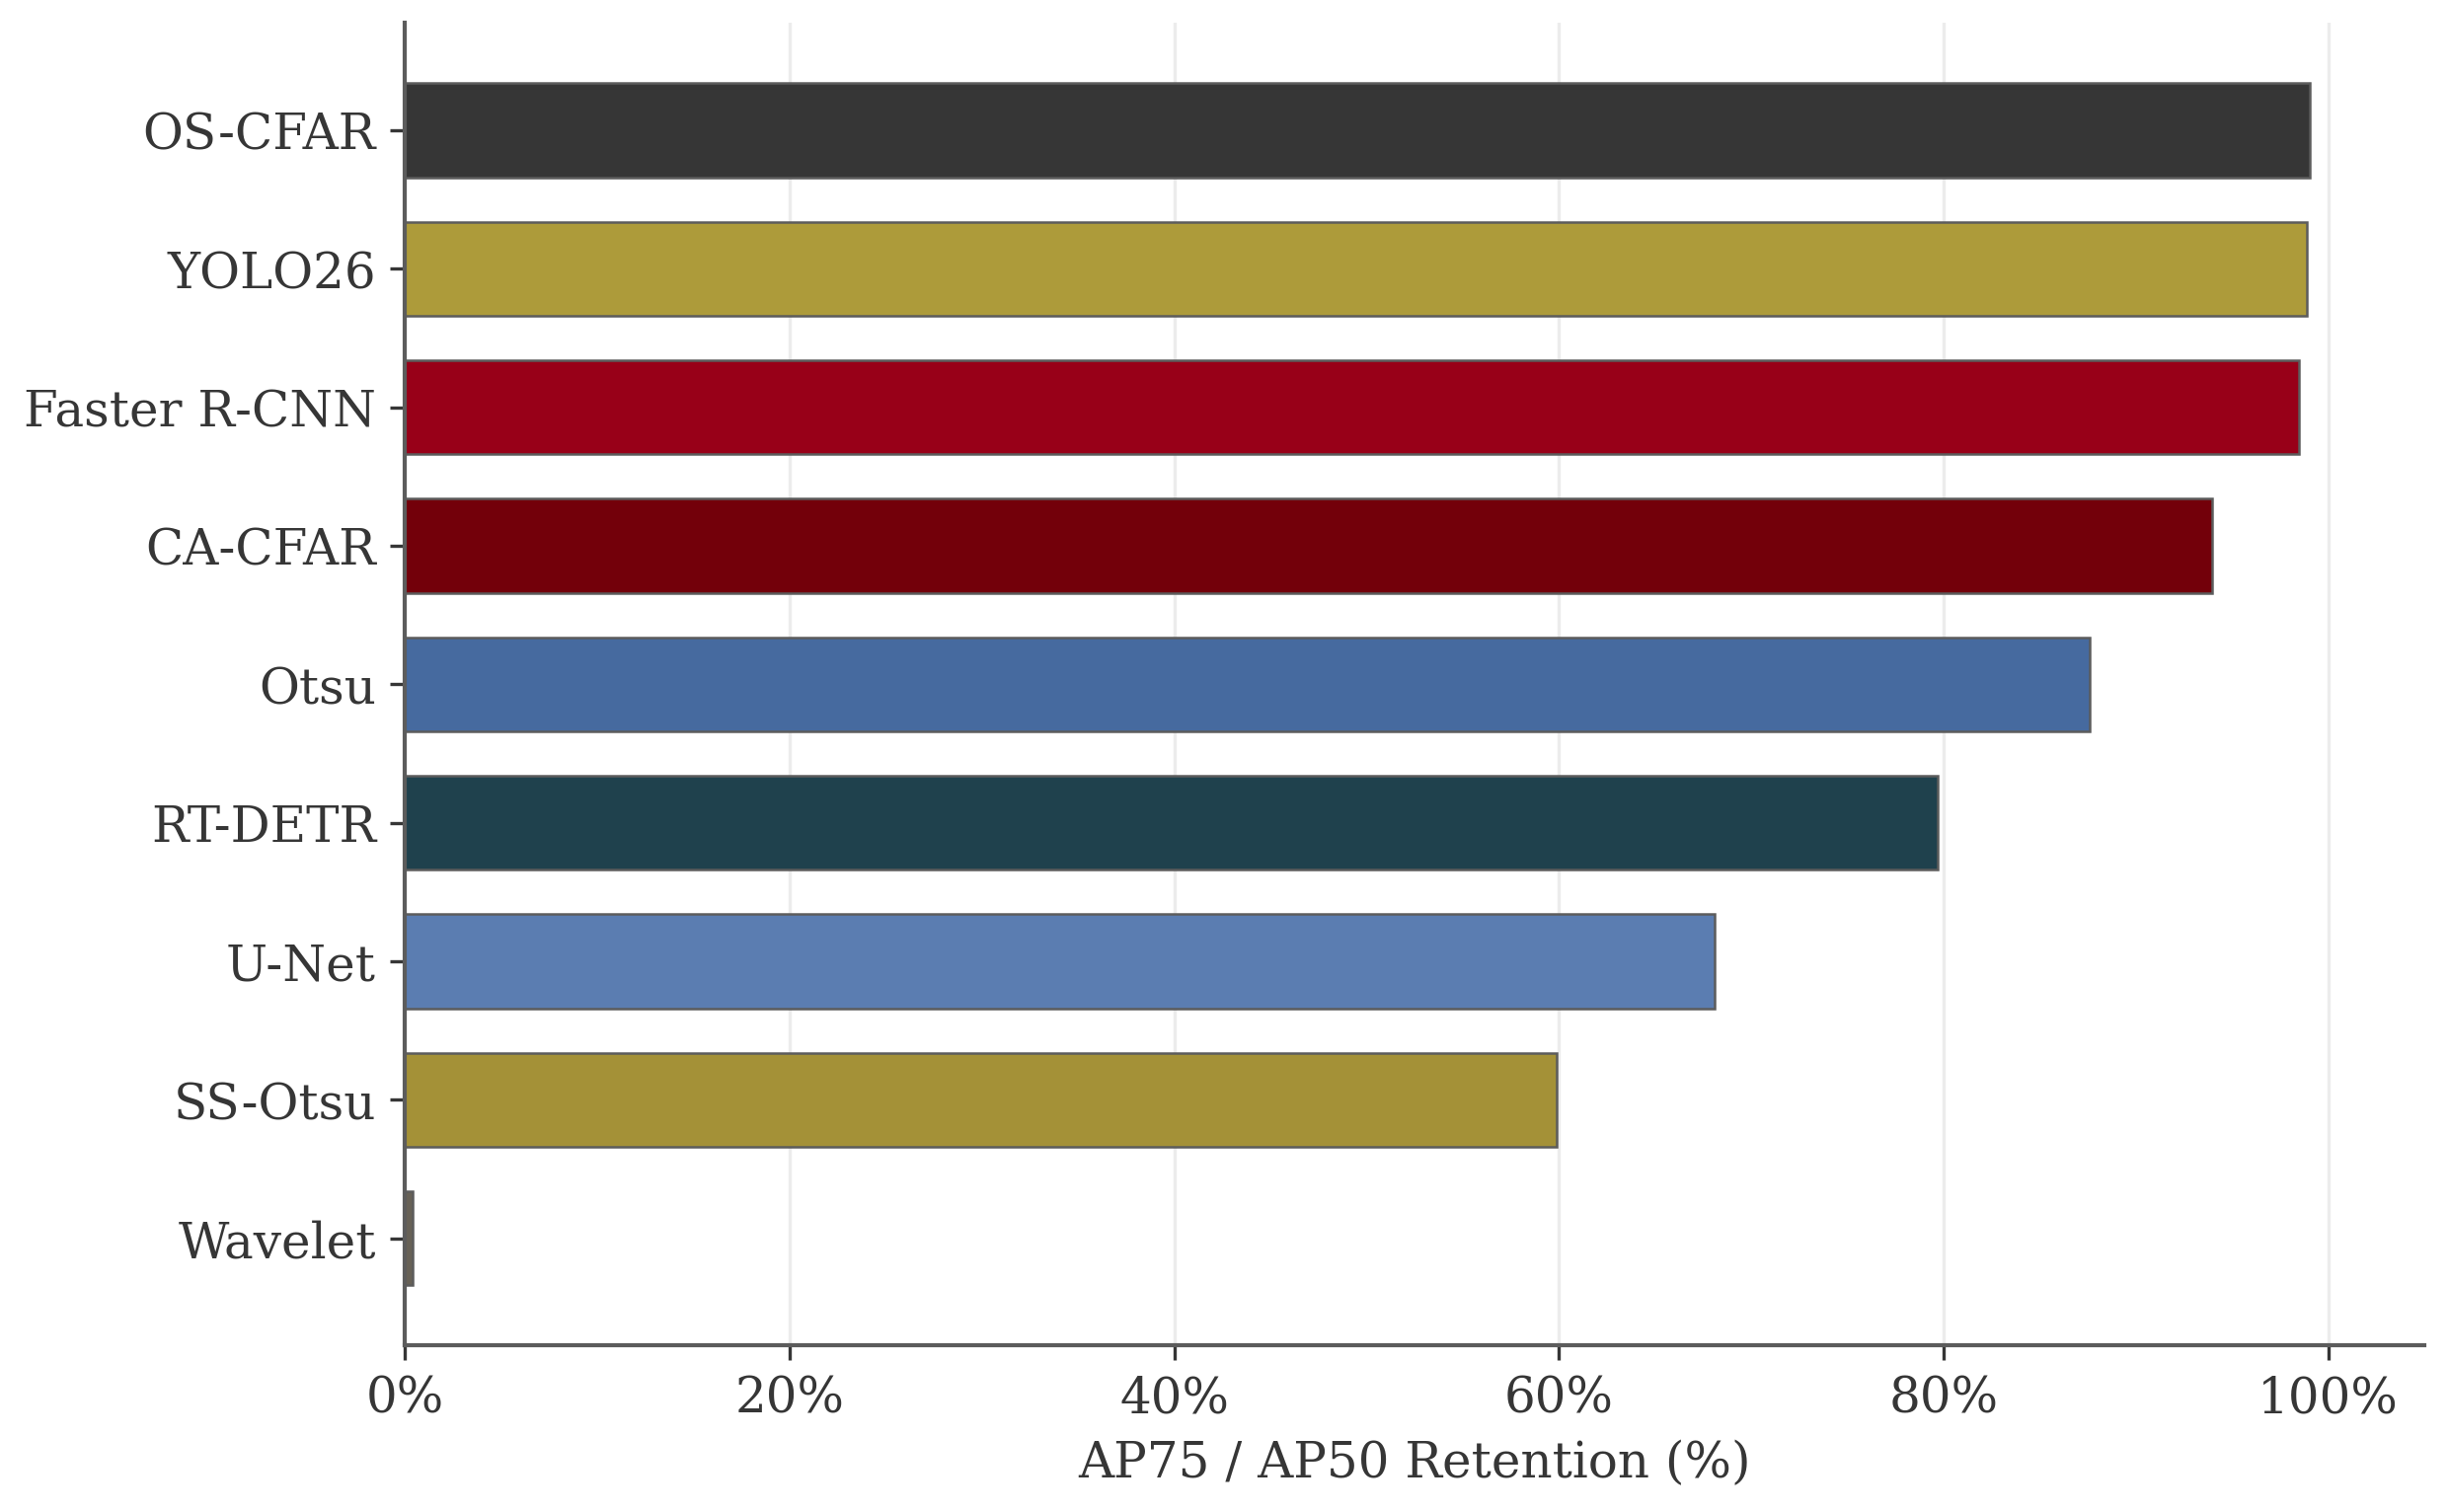 OS-CFAR
YOLO26
Faster R-CNN
CA-CFAR
Otsu
RT-DETR
U-Net
SS-Otsu
Wavelet
0% 20% 40% 60% 80% 100%
AP75 / AP50 Retention (%)